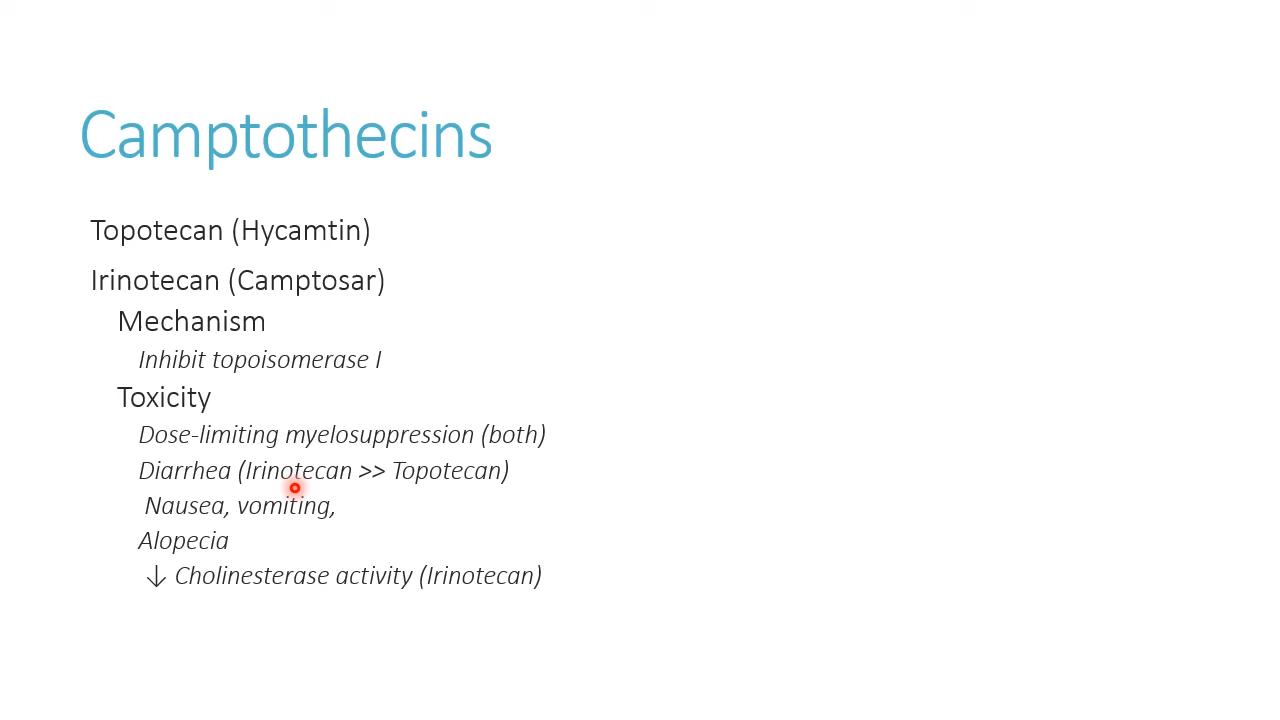 Camptothecins
Topotecan (Hycamtin)
Irinotecan (Camptosar)
Mechanism
Inhibit topoisomerase I
Toxicity
Dose-limiting myelosuppression (both)
Diarrhea (Irinotecan >> Topotecan)
Nausea, vomiting,
Alopecia
↓ Cholinesterase activity (Irinotecan)